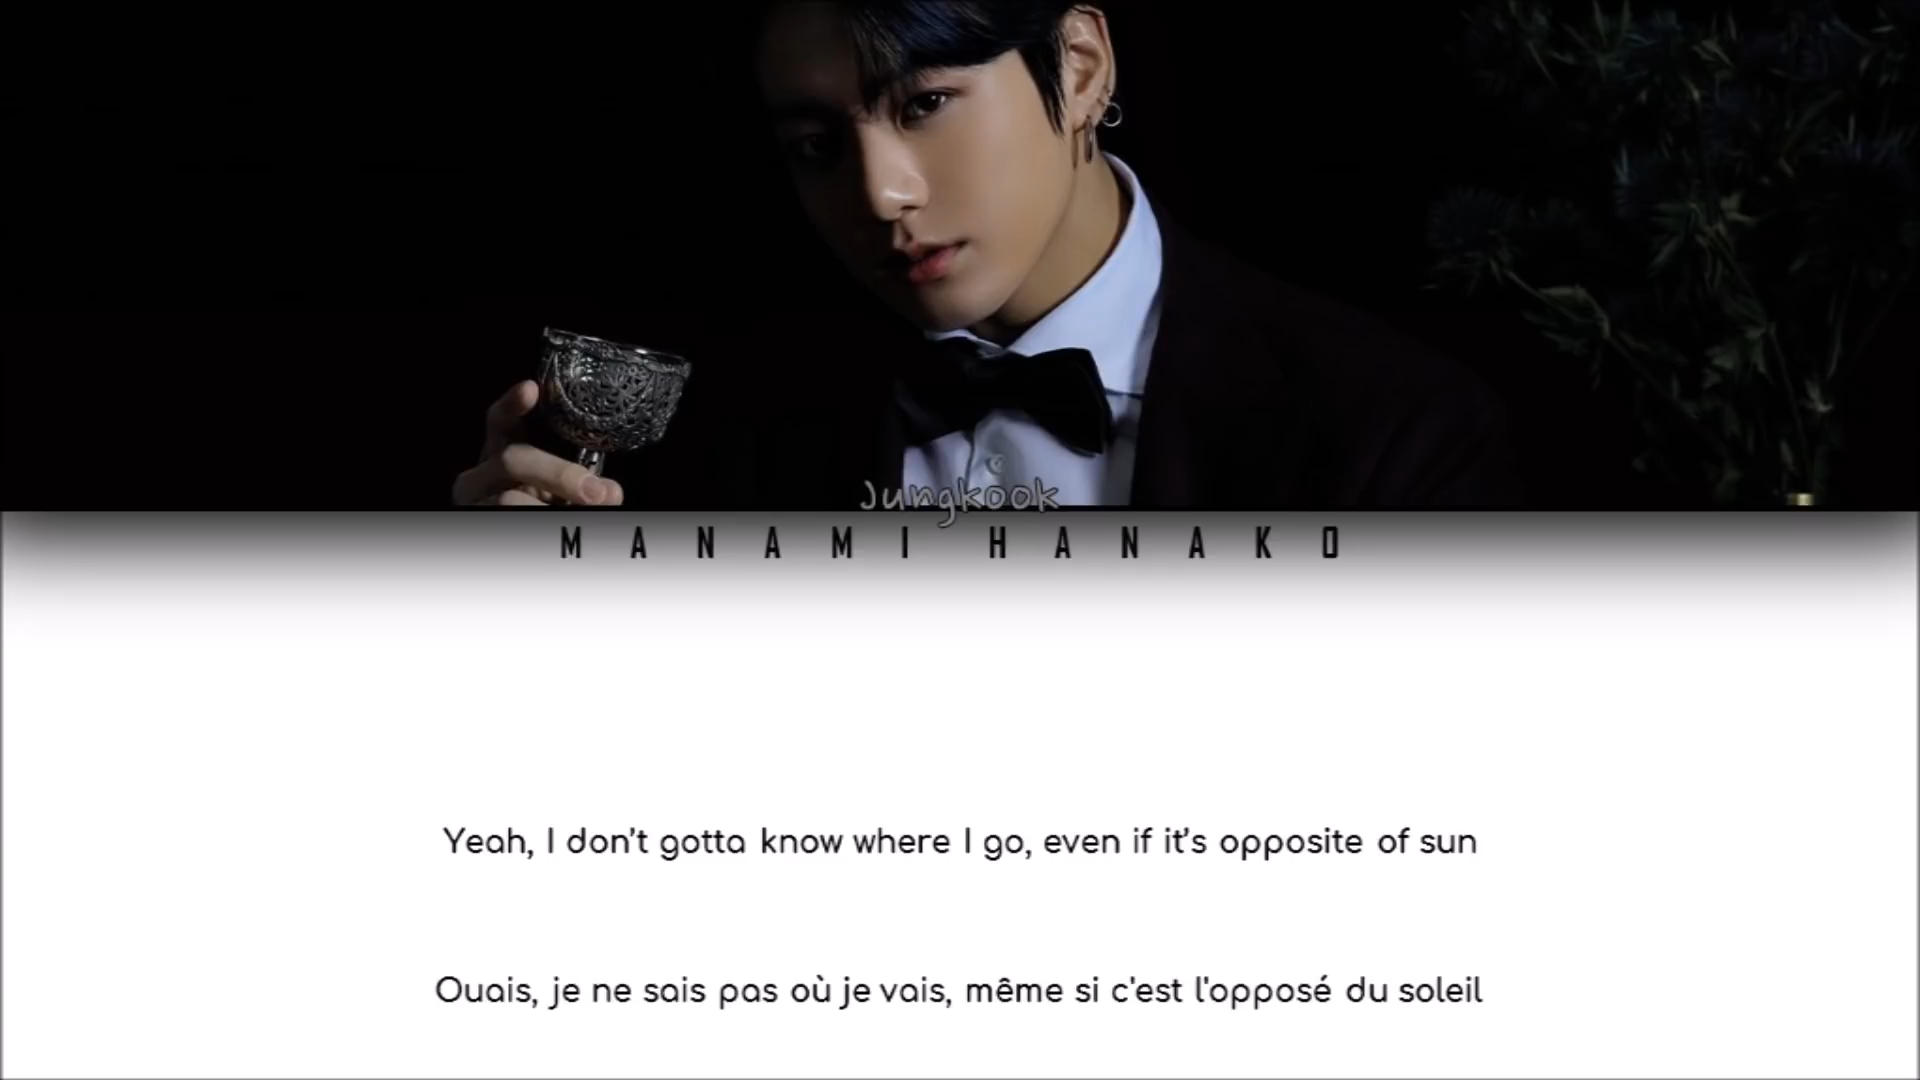 Jungkook
MANAMI HANAKO
Yeah, I don't gotta know where I go, even if it's opposite of sun
Ouais, je ne sais pas où je vais, même si c'est l'opposé du soleil